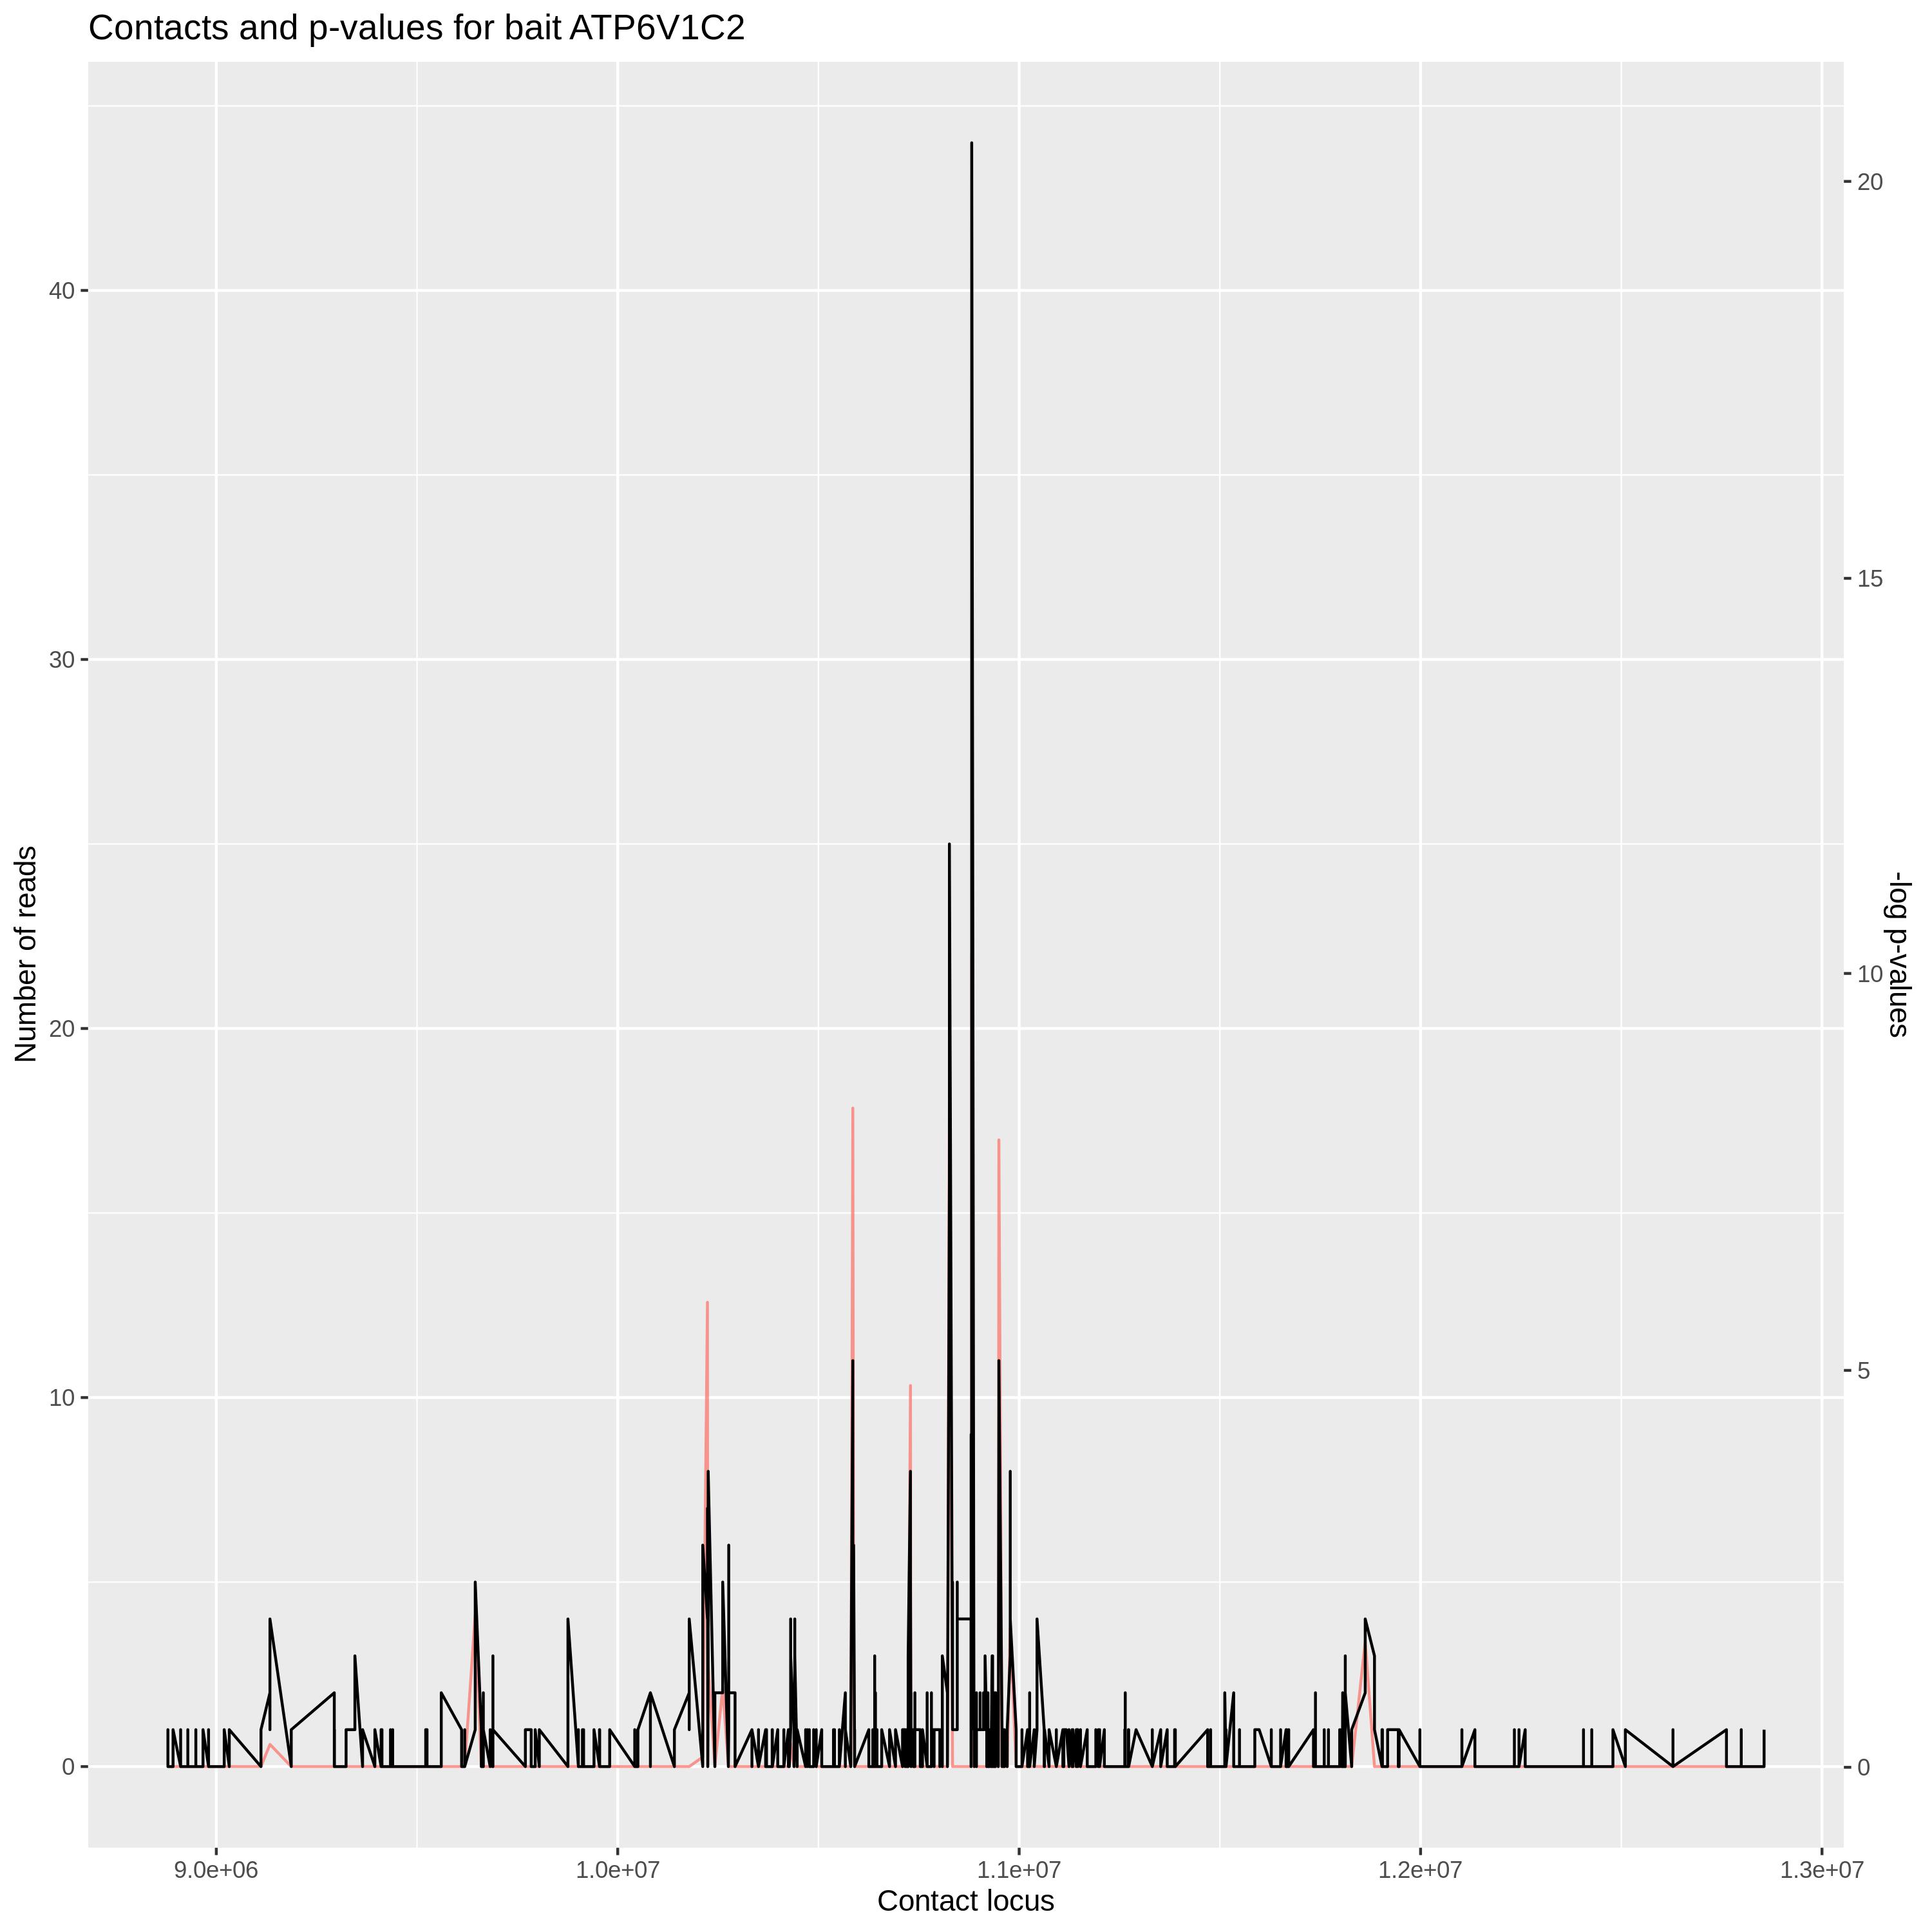 Contacts and p-values for bait ATP6V1C2
40
30
20
10
0
Number of reads
20
15
10
5
0
-log p-values
9.0e+06
1.0e+07
1.1e+07
1.2e+07
1.3e+07
Contact locus